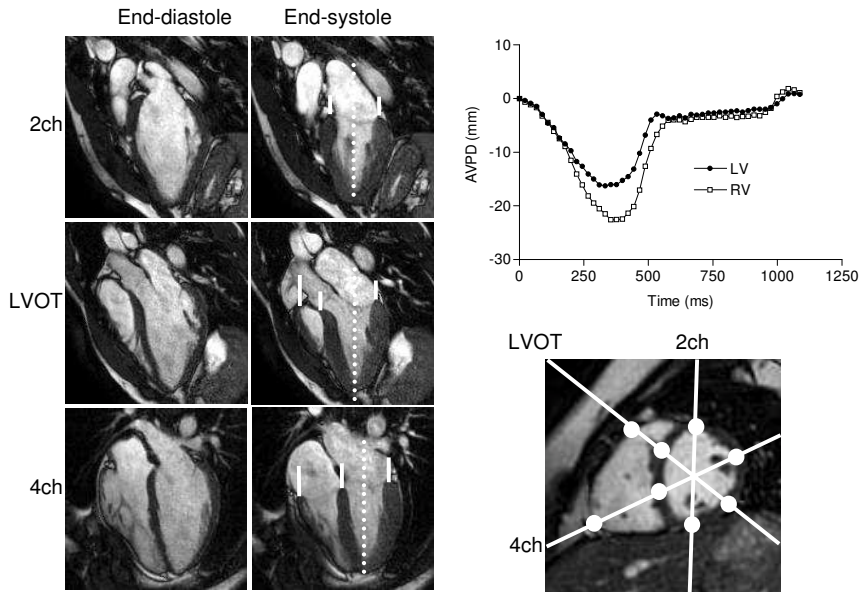 End-diastole End-systole
2ch
LVOT
4ch
10
0
-10
-20
-30
AVPD (mm)
LV
RV
0 250 500 750 1000 1250
Time (ms)
LVOT 2ch
4ch